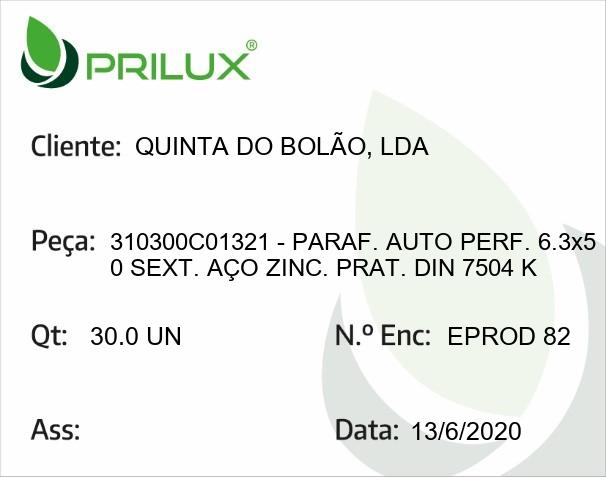 PRILUX®
Cliente: QUINTA DO BOLÃO, LDA
Peça: 310300C01321 - PARAF. AUTO PERF. 6.3x5
0 SEXT. AÇO ZINC. PRAT. DIN 7504 K
Qt: 30.0 UN N.º Enc: EPROD 82
Ass: Data: 13/6/2020